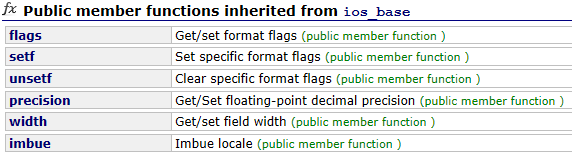 fx Public member functions inherited from ios_base
flags Get/set format flags (public member function )
setf Set specific format flags (public member function )
unsetf Clear specific format flags (public member function )
precision Get/Set floating-point decimal precision (public member function )
width Get/set field width (public member function )
imbue Imbue locale (public member function )